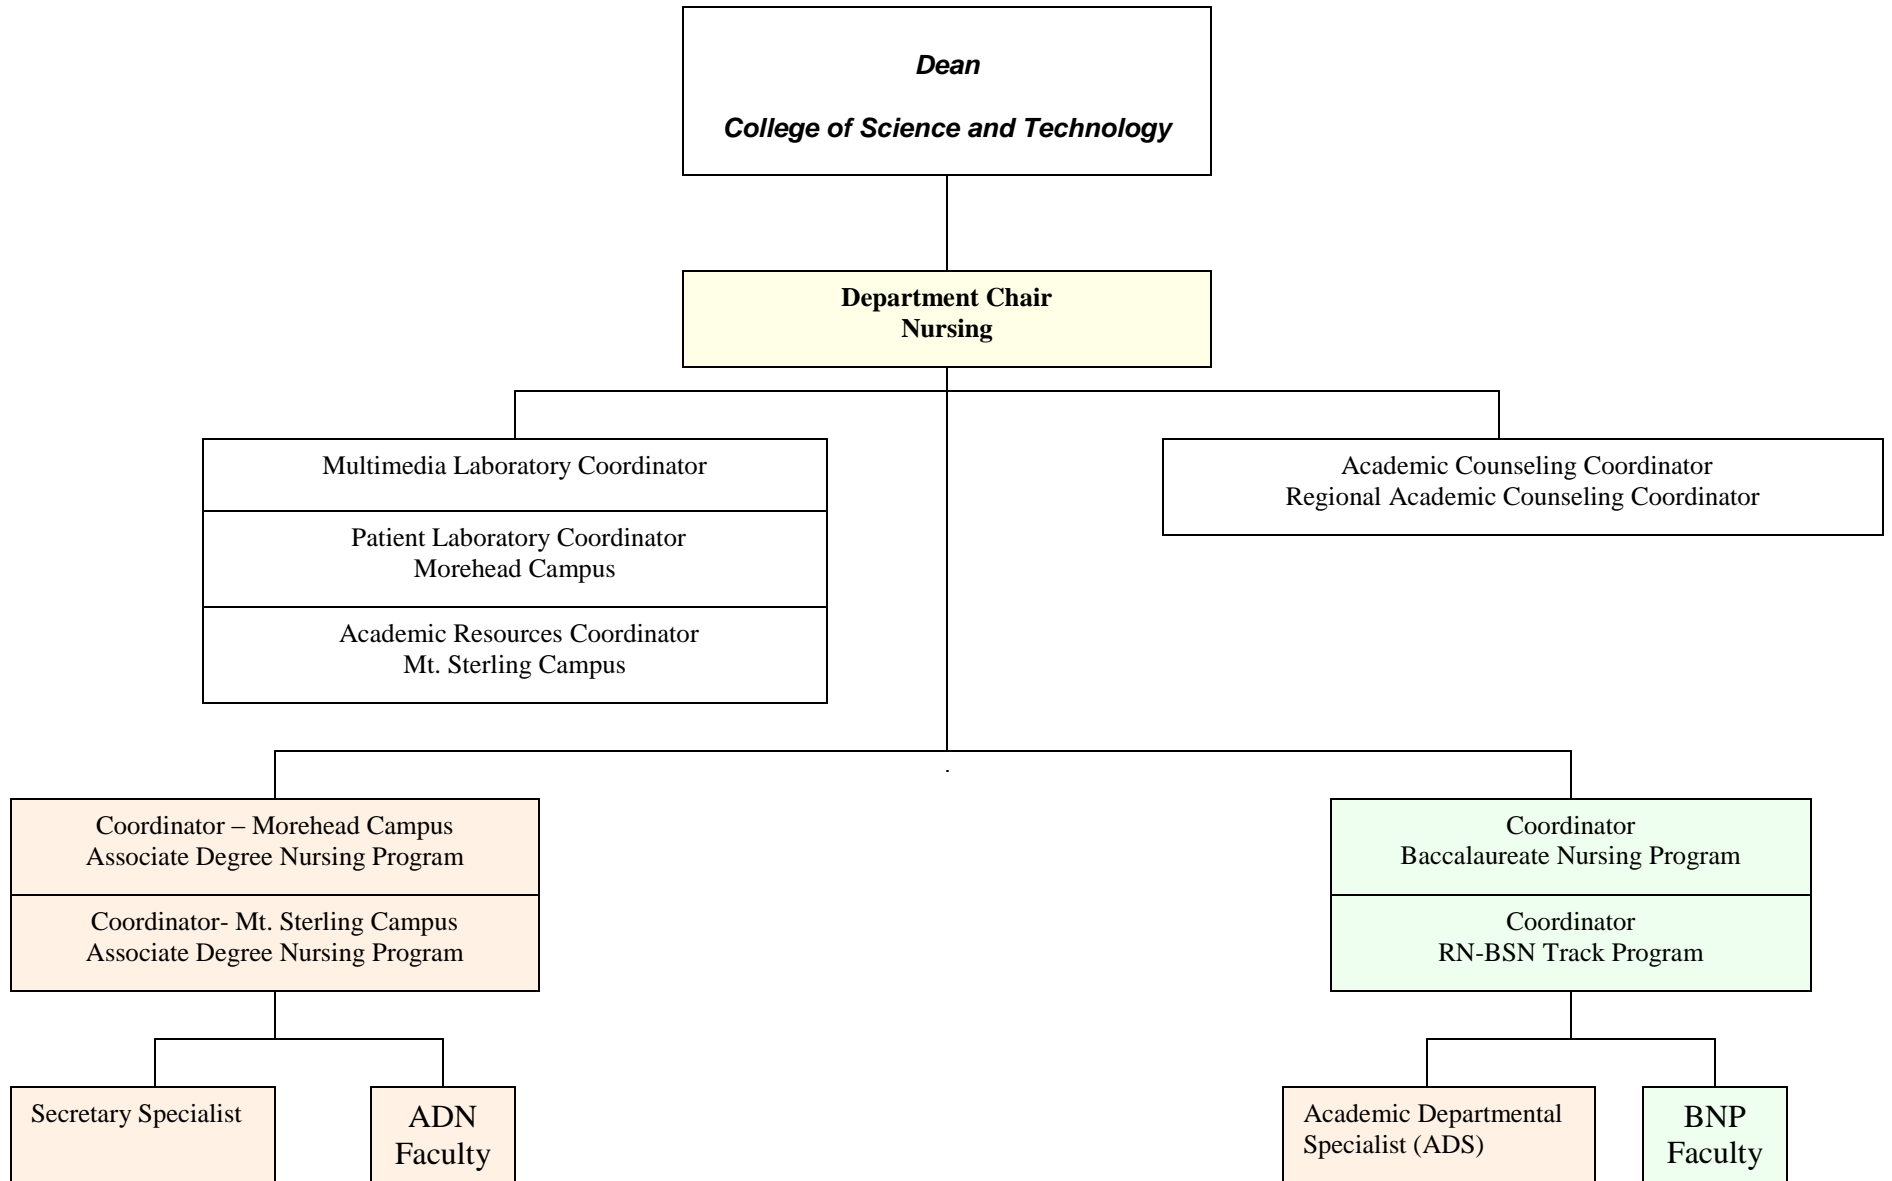 Dean
College of Science and Technology
Department Chair
Nursing
Multimedia Laboratory Coordinator
Patient Laboratory Coordinator
Morehead Campus
Academic Resources Coordinator
Mt. Sterling Campus
Academic Counseling Coordinator
Regional Academic Counseling Coordinator
.
Coordinator – Morehead Campus
Associate Degree Nursing Program
Coordinator- Mt. Sterling Campus
Associate Degree Nursing Program
Coordinator
Baccalaureate Nursing Program
Coordinator
RN-BSN Track Program
Secretary Specialist
ADN
Faculty
Academic Departmental
Specialist (ADS)
BNP
Faculty